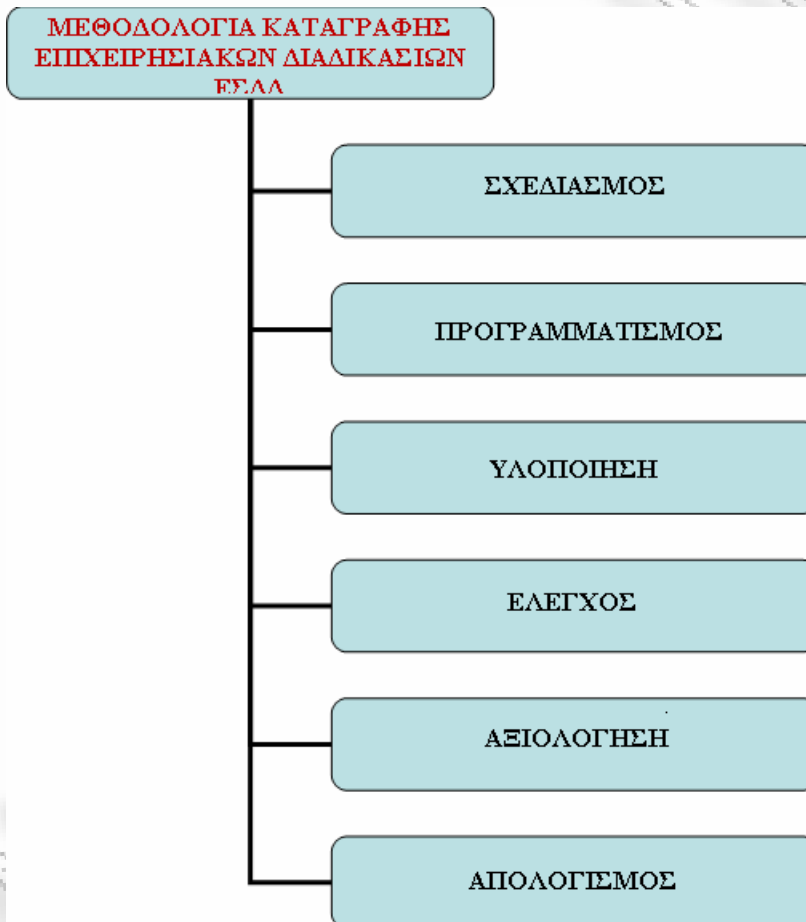 ΜΕΘΟΔΟΛΟΓΙΑ ΚΑΤΑΓΡΑΦΗΣ
ΕΠΙΧΕΙΡΗΣΙΑΚΩΝ ΔΙΑΔΙΚΑΣΙΩΝ
ΣΧΕΔΙΑΣΜΟΣ
ΠΡΟΓΡΑΜΜΑΤΙΣΜΟΣ
ΥΛΟΠΟΙΗΣΗ
ΕΛΕΓΧΟΣ
ΑΞΙΟΛΟΓΗΣΗ
ΑΠΟΛΟΓΙΣΜΟΣ